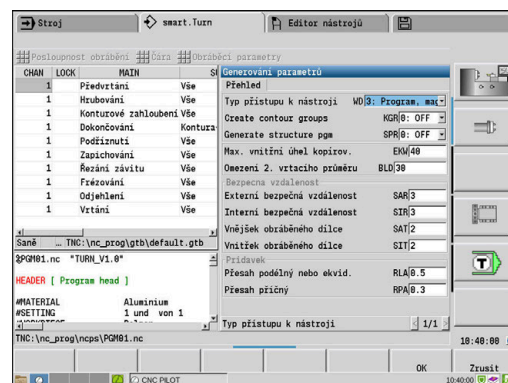 Stroj
smart.Turn
Editor nástrojů
Posloupnost obrábění
Čára
Obráběcí parametry
CHAN LOCK MAIN
1 Předvrtání Vše
1 Hrubování Vše
1 Konturové zahloubení Vše
1 Dokončování Kontura
1 Podříznutí Vše
1 Zapichování Vše
1 Řezání závitu Vše
1 Frézování Vše
1 Odjehlení Vše
1 Vrtání Vše
Saně … TNC:\nc_prog\gtb\default.gtb
Generování parametrů
Přehled
Typ přístupu k nástroji WD 3: Program,
Create contour groups KGR 0: OFF
Generate structure pgm SPR 0: OFF
Max. vnitřní úhel kopírov. EKW 40
Omezení 2. vrtacího průměru BLD 30
Bezpecna vzdalenost
Externí bezpečná vzdálenost SAR 3
Interní bezpečná vzdálenost SIR 3
Vnějšek obráběného dílce SAT 2
Vnitřek obráběného dílce SIT 2
Pridavek
Přesah podélný nebo ekvid. RLA 0.5
Přesah příčný RPA 0.3
Typ přístupu k nástroji 1/1
%PGM01.nc "TURN_V1.0"
HEADER [ Program head ]
#MATERIAL Aluminium
#SETTING 1 und von 1
TNC:\nc_prog\ncps\PGM01.nc
T
10:40:00
OK
Zrusit
CNC PILOT
10:40:00